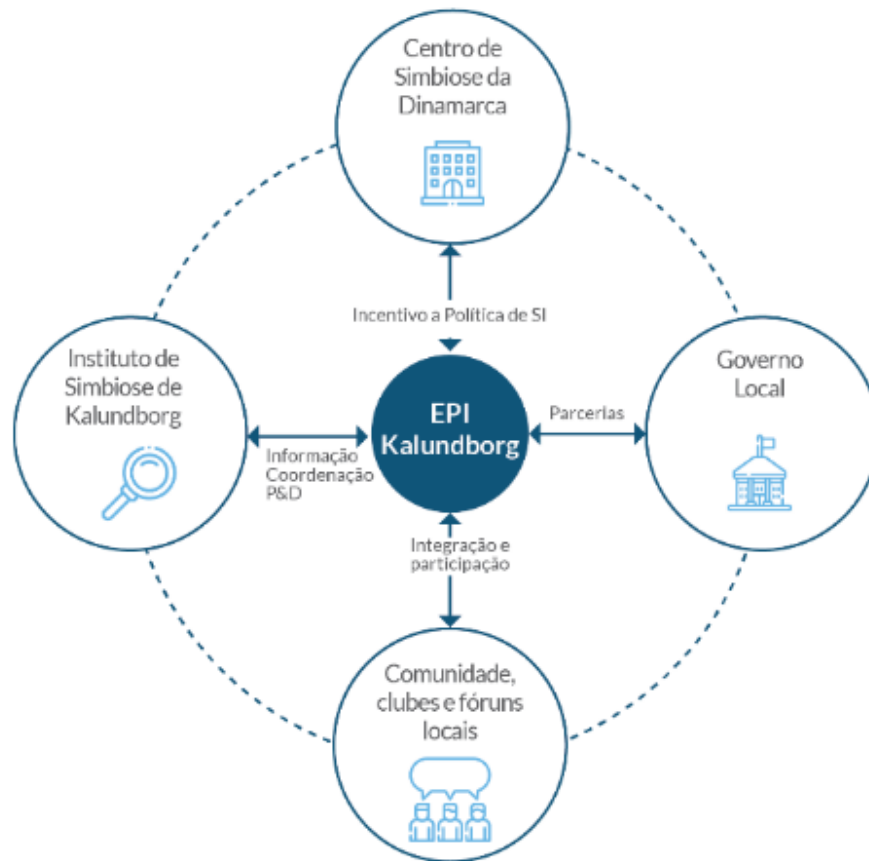 Centro de
Simbiose da
Dinamarca
Incentivo a Política de SI
Instituto de
Simbiose de
Kalundborg
Informação
Coordenação
P&D
EPI
Kalundborg
Parcerias
Governo
Local
Integração e
participação
Comunidade,
clubes e fóruns
locais